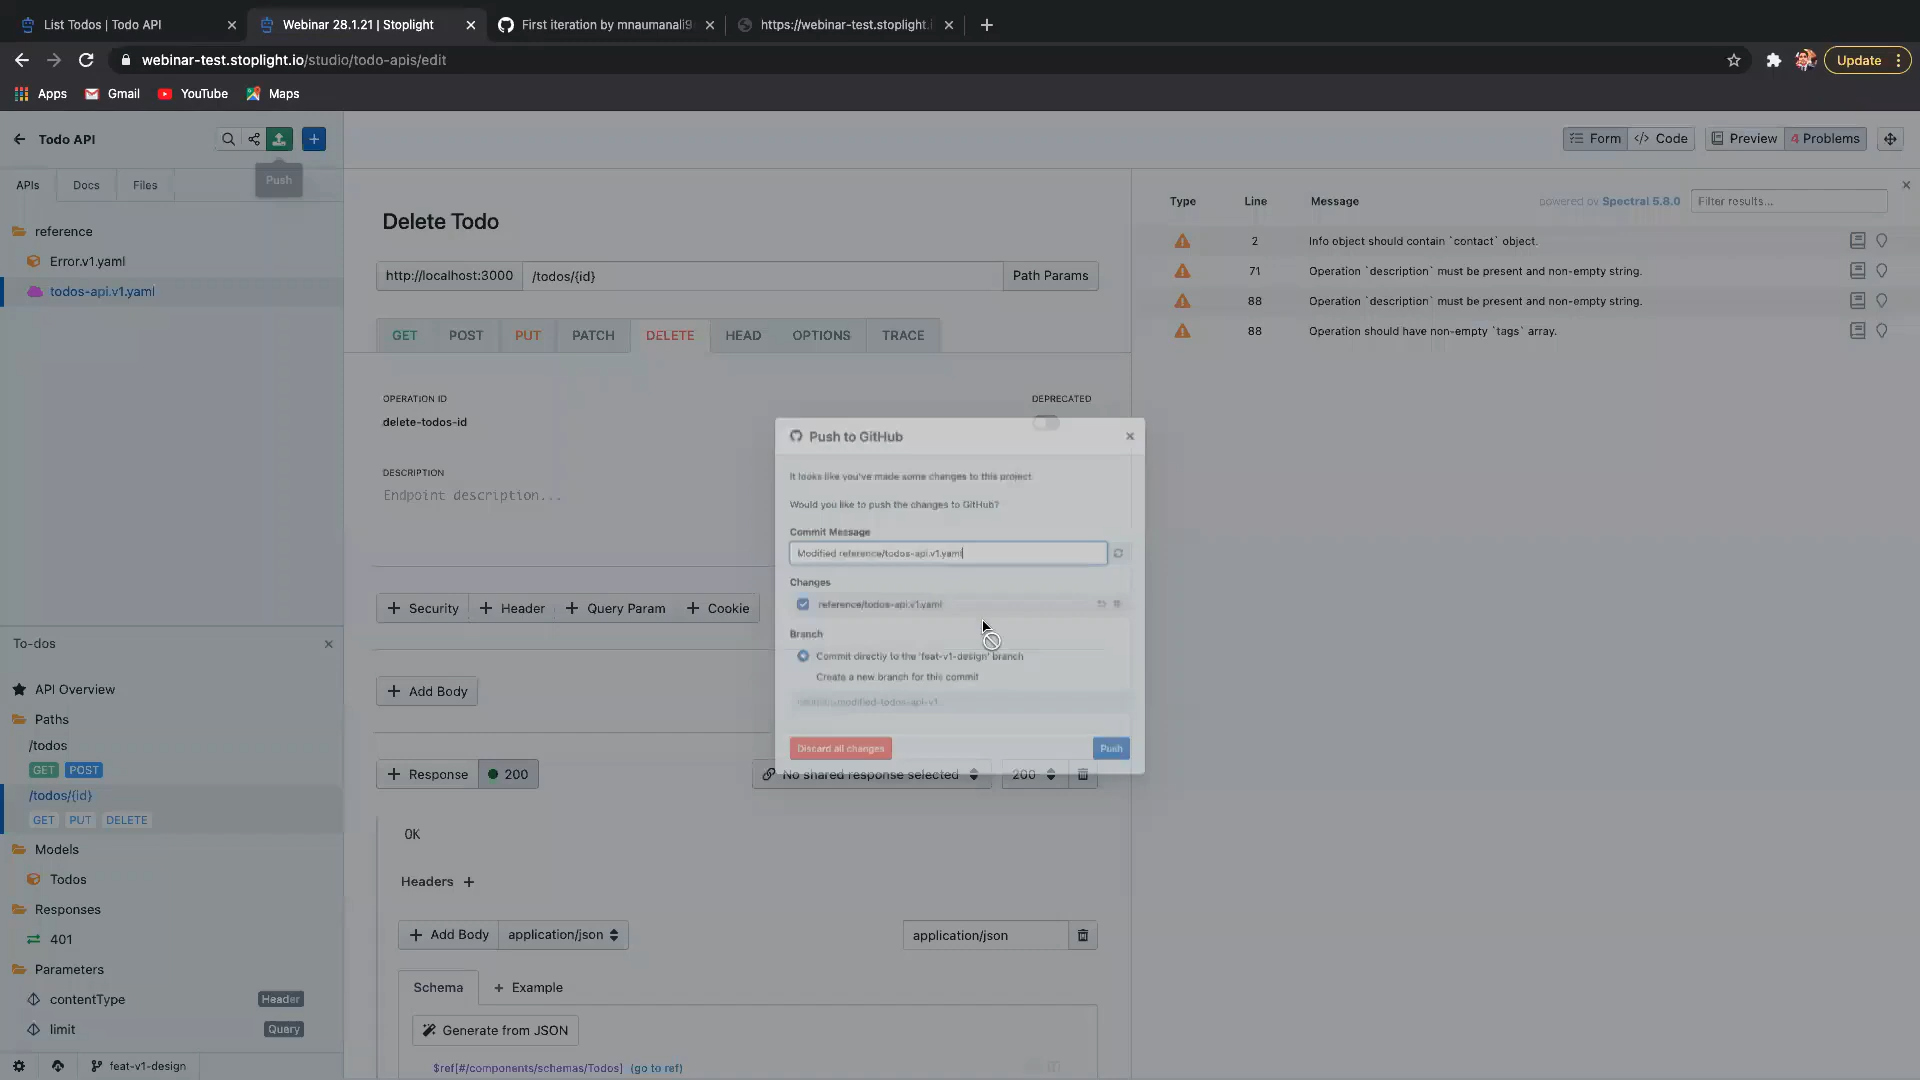 List Todos | Todo API
Webinar 28.1.21 | Stoplight
First iteration by mnaumanali9
https://webinar-test.stoplight.i
webinar-test.stoplight.io/studio/todo-apis/edit
Update
Apps
Gmail
YouTube
Maps
Todo API
Push
Form
Code
Preview
4 Problems
APIs
Docs
Files
reference
Error.v1.yaml
todos-api.v1.yaml
Delete Todo
http://localhost:3000
/todos/{id}
Path Params
GET
POST
PUT
PATCH
DELETE
HEAD
OPTIONS
TRACE
OPERATION ID
DEPRECATED
delete-todos-id
DESCRIPTION
Endpoint description...
+ Security
+ Header
+ Query Param
+ Cookie
+ Add Body
+ Response
200
No shared response selected
200
OK
Headers +
+ Add Body
application/json
application/json
Schema
+ Example
Generate from JSON
$ref[#/components/schemas/Todos] (go to ref)
Type
Line
Message
powered by Spectral 5.8.0
Filter results...
2
Info object should contain `contact` object.
71
Operation `description` must be present and non-empty string.
88
Operation `description` must be present and non-empty string.
88
Operation should have non-empty `tags` array.
Push to GitHub
It looks like you've made some changes to this project.
Would you like to push the changes to GitHub?
Commit Message
Modified reference/todos-api.v1.yaml
Changes
reference/todos-api.v1.yaml
Branch
Commit directly to the 'feat-v1-design' branch
Create a new branch for this commit
modified-todos-api-v1
Discard all changes
Push
To-dos
API Overview
Paths
/todos
GET
POST
/todos/{id}
GET
PUT
DELETE
Models
Todos
Responses
401
Parameters
contentType
Header
limit
Query
feat-v1-design